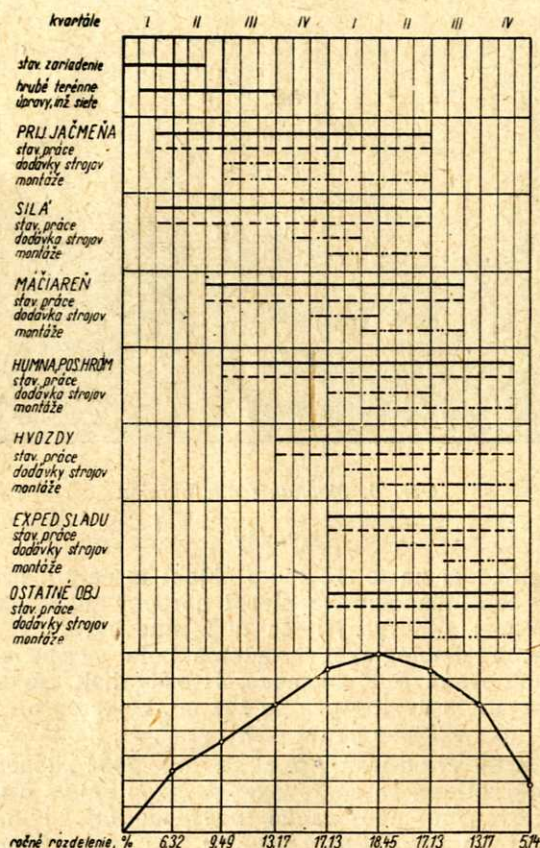 kvartále I II III IV I II III IV
stav. zariadenie
hrubé terénne
úpravy, inž. siete
PRIJ. JAČMEŇA
stav. práce
dodávky strojov
montáže
SILÁ
stav. práce
dodávka strojov
montáže
MÁČIAREŇ
stav. práce
dodávka strojov
montáže
HUMNA, POS. HROM
stav. práce
dodávka strojov
montáže
HVOZDY
stav. práce
dodávky strojov
montáže
EXPED SLADU
stav. práce
dodávky strojov
montáže
OSTATNÉ OBJ
stav. práce
dodávky strojov
montáže
ročné rozdelenie, % 6.32 9.49 13.17 17.13 18.45 17.13 13.17 5.14